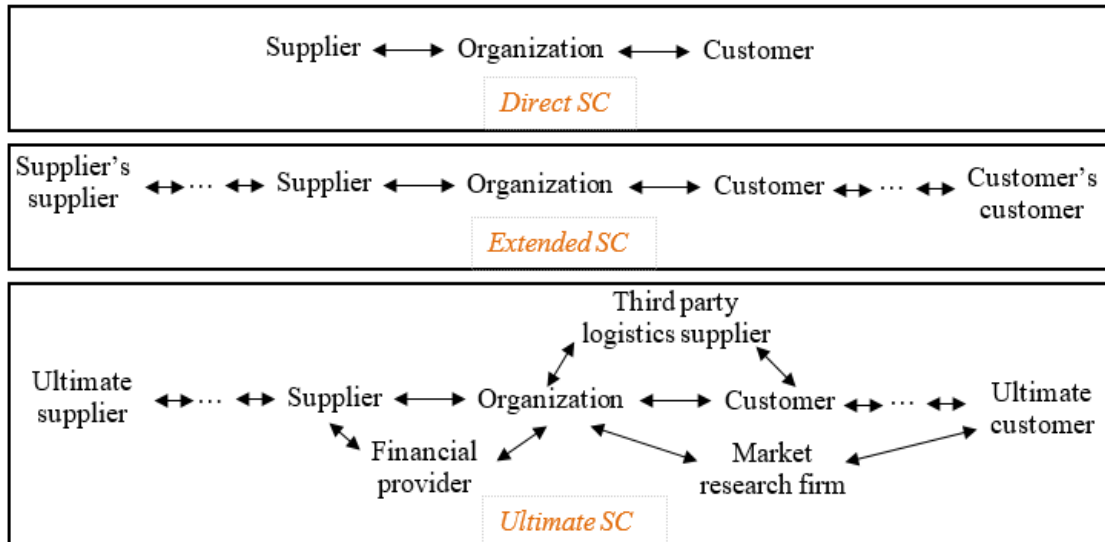 Supplier Organization Customer
Direct SC
Supplier's
supplier
... Supplier Organization Customer ... Customer's
customer
Extended SC
Third party
logistics supplier
Ultimate
supplier
... Supplier Organization Customer ... Ultimate
customer
Financial
provider
Market
research firm
Ultimate SC